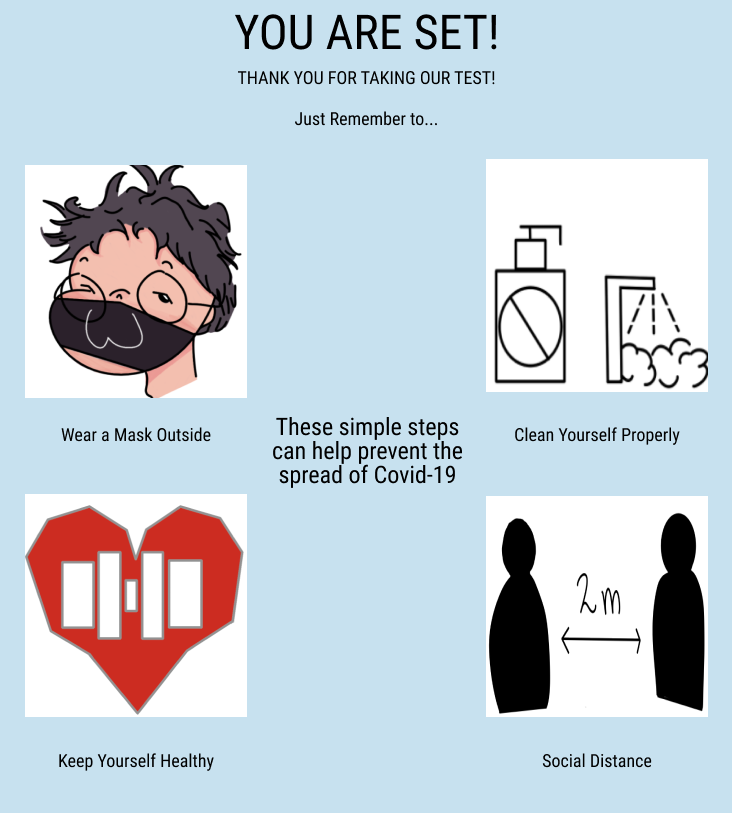 YOU ARE SET!
THANK YOU FOR TAKING OUR TEST!
Just Remember to...
Wear a Mask Outside
Clean Yourself Properly
These simple steps
can help prevent the
spread of Covid-19
2m
Keep Yourself Healthy
Social Distance